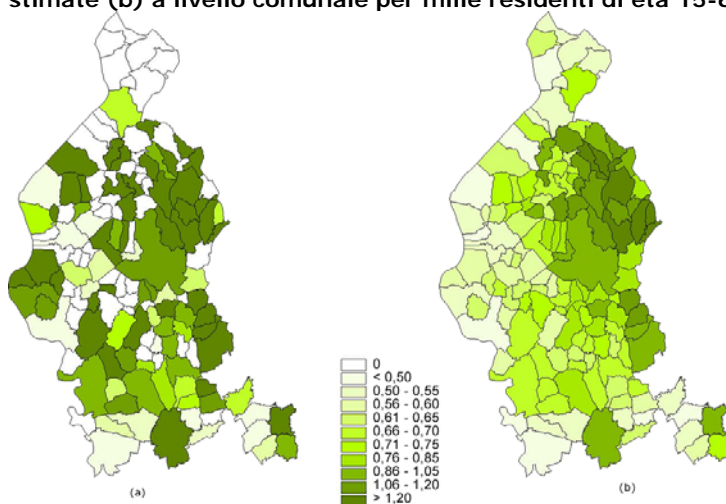 stimate (b) a livello comunale per mille residenti di età 15-
0
< 0,50
0,50 - 0,55
0,56 - 0,60
0,61 - 0,65
0,66 - 0,70
0,71 - 0,75
0,76 - 0,85
0,86 - 1,05
1,06 - 1,20
> 1,20
(a)
(b)